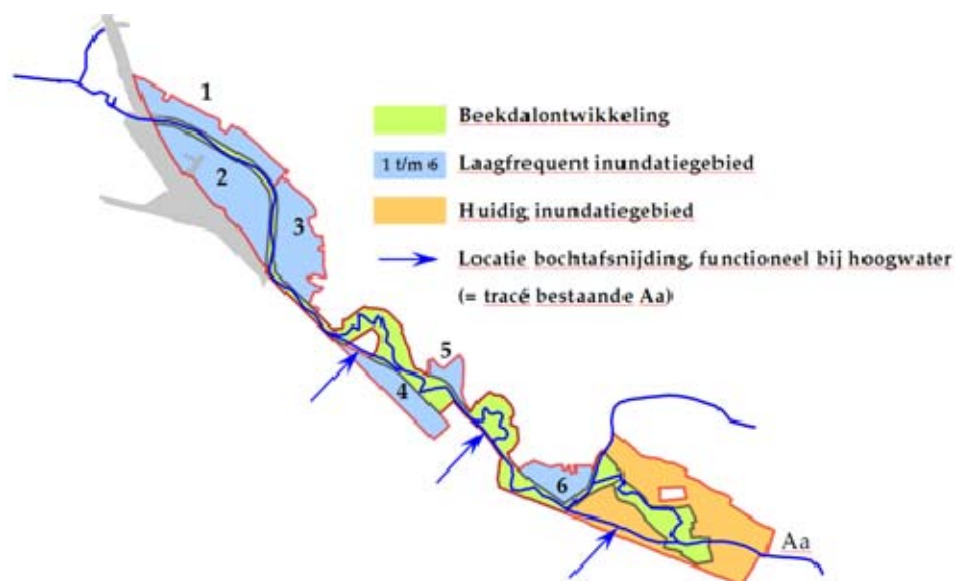 1
2
3
4
5
6
Aa
Beekdalontwikkeling
1 t/m 6 Laagfrequent inundatiegebied
Huidig inundatiegebied
Locatie bochtafsnijding, functioneel bij hoogwater
(= tracé bestaande Aa)